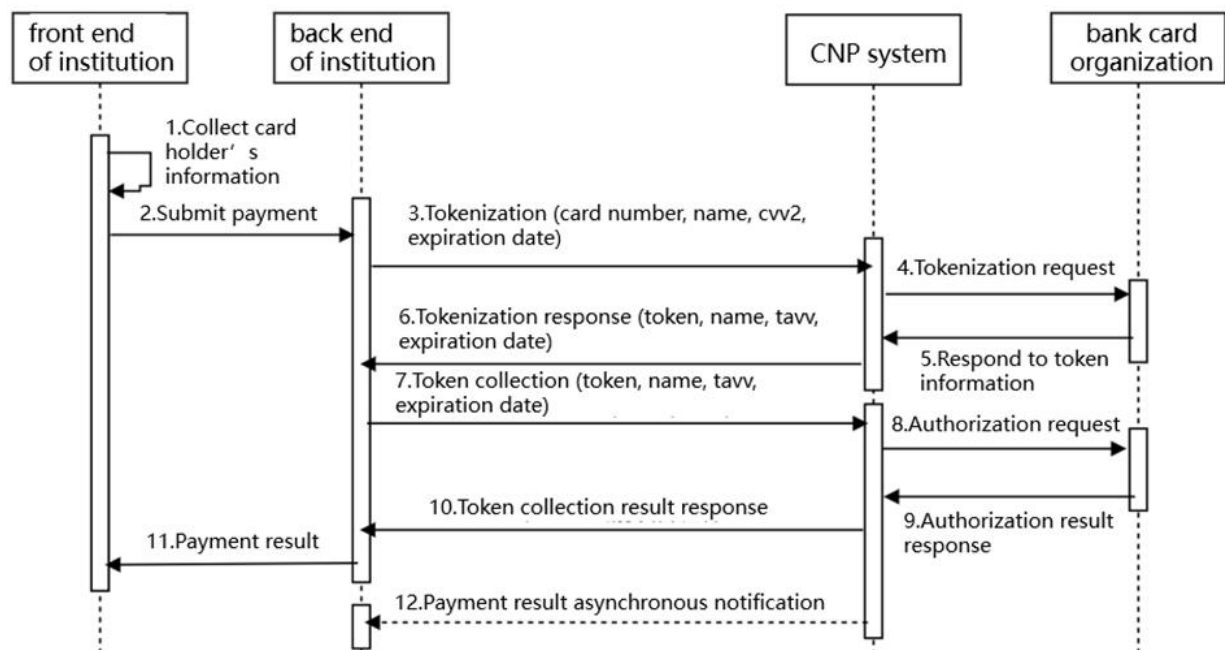 front end
of institution
back end
of institution
CNP system
bank card
organization
1.Collect card
holder‘ s
information
2.Submit payment
3.Tokenization (card number, name, cvv2,
expiration date)
4.Tokenization request
5.Respond to token
information
6.Tokenization response (token, name, tavv,
expiration date)
7.Token collection (token, name, tavv,
expiration date)
8.Authorization request
9.Authorization result
response
10.Token collection result response
11.Payment result
12.Payment result asynchronous notification